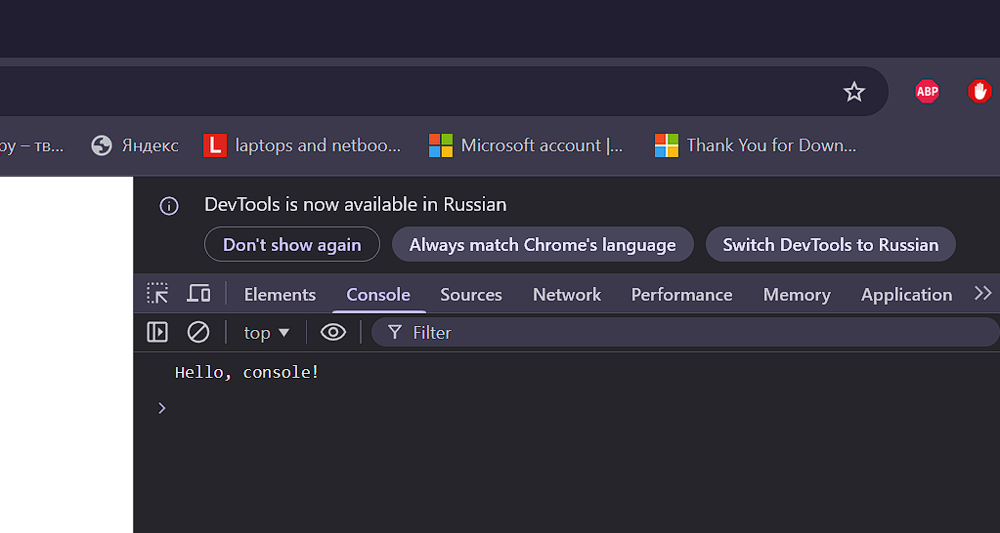 ABP
ру – тв... Яндекс L laptops and netboo... Microsoft account |... Thank You for Down...
DevTools is now available in Russian
Don't show again Always match Chrome's language Switch DevTools to Russian
Elements Console Sources Network Performance Memory Application
top Filter
Hello, console!